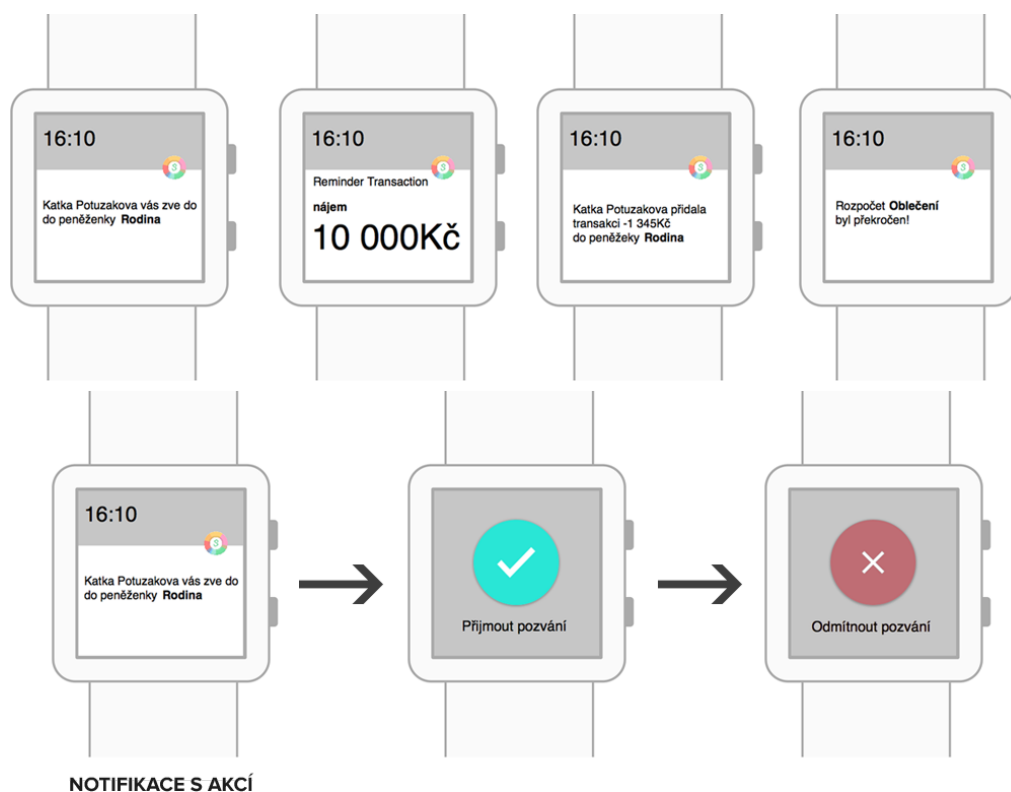 16:10
Katka Potuzakova vás zve do
do peněženky Rodina
16:10
Reminder Transaction
nájem
10 000Kč
16:10
Katka Potuzakova přidala
transakci -1 345Kč
do peněžeky Rodina
16:10
Rozpočet Oblečení
byl překročen!
16:10
Katka Potuzakova vás zve do
do peněženky Rodina
Přijmout pozvání
Odmítnout pozvání
NOTIFIKACE S AKCÍ